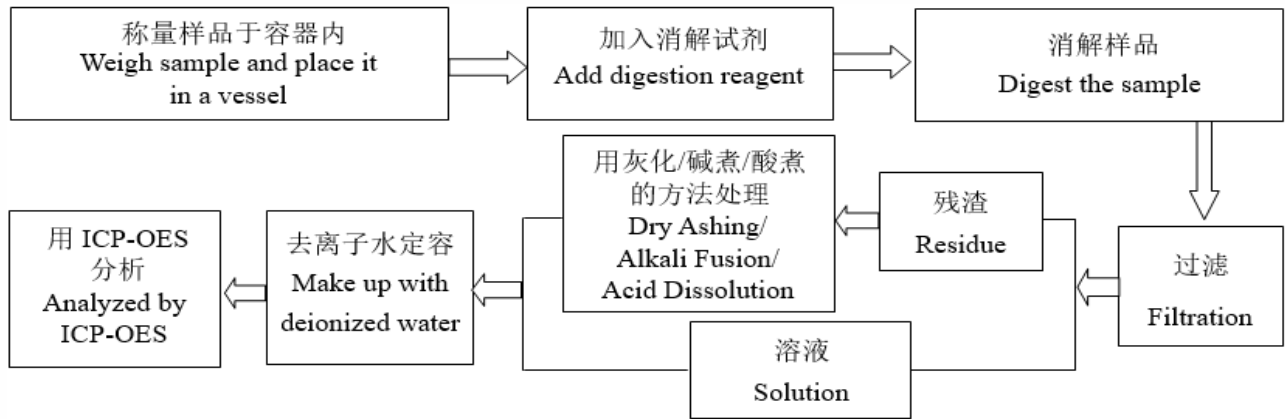 称量样品于容器内
Weigh sample and place it
in a vessel
加入消解试剂
Add digestion reagent
消解样品
Digest the sample
过滤
Filtration
残渣
Residue
用灰化/碱煮/酸煮
的方法处理
Dry Ashing/
Alkali Fusion/
Acid Dissolution
溶液
Solution
去离子水定容
Make up with
deionized water
用 ICP-OES
分析
Analyzed by
ICP-OES